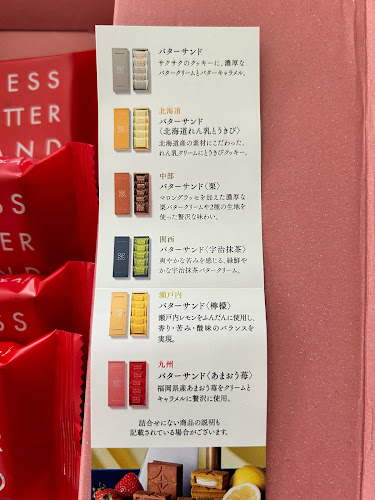 ESS
TTER
AND
バターサンド
サクサクのクッキーに、濃厚な
バタークリームとバターキャラメル。
北海道
バターサンド
〈北海道れん乳とうきび〉
北海道産の素材にこだわった、
れん乳クリームにとうきびクッキー。
中部
バターサンド〈栗〉
マロングラッセを加えた濃厚な
栗バタークリームや2種の生地を
使った贅沢な味わい。
関西
バターサンド〈宇治抹茶〉
爽やかな苦みを感じる、緑鮮や
かな宇治抹茶バタークリーム。
瀬戸内
バターサンド〈檸檬〉
瀬戸内レモンをふんだんに使用し、
香り・苦み・酸味のバランスを
実現。
九州
バターサンド〈あまおう苺〉
福岡県産あまおう苺をクリームと
キャラメルに贅沢に使用。
詰合せにない商品の説明も
記載されている場合がございます。
ESS
TTER
AND